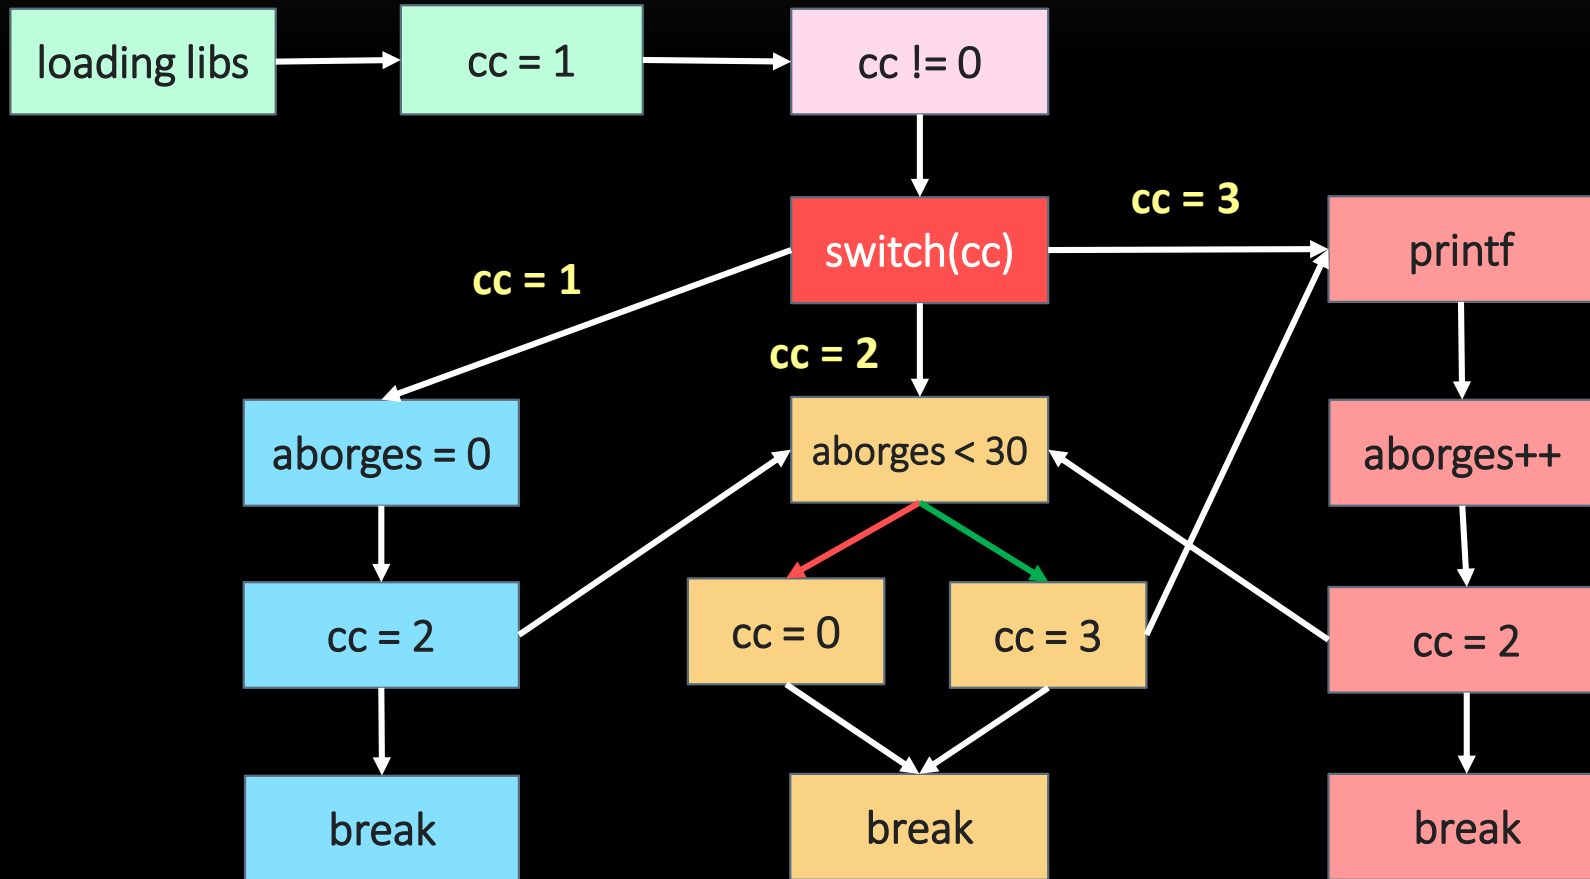 loading libs
cc = 1
cc != 0
cc = 3
switch(cc)
printf
cc = 1
cc = 2
aborges = 0
aborges < 30
aborges++
cc = 2
cc = 0
cc = 3
cc = 2
break
break
break